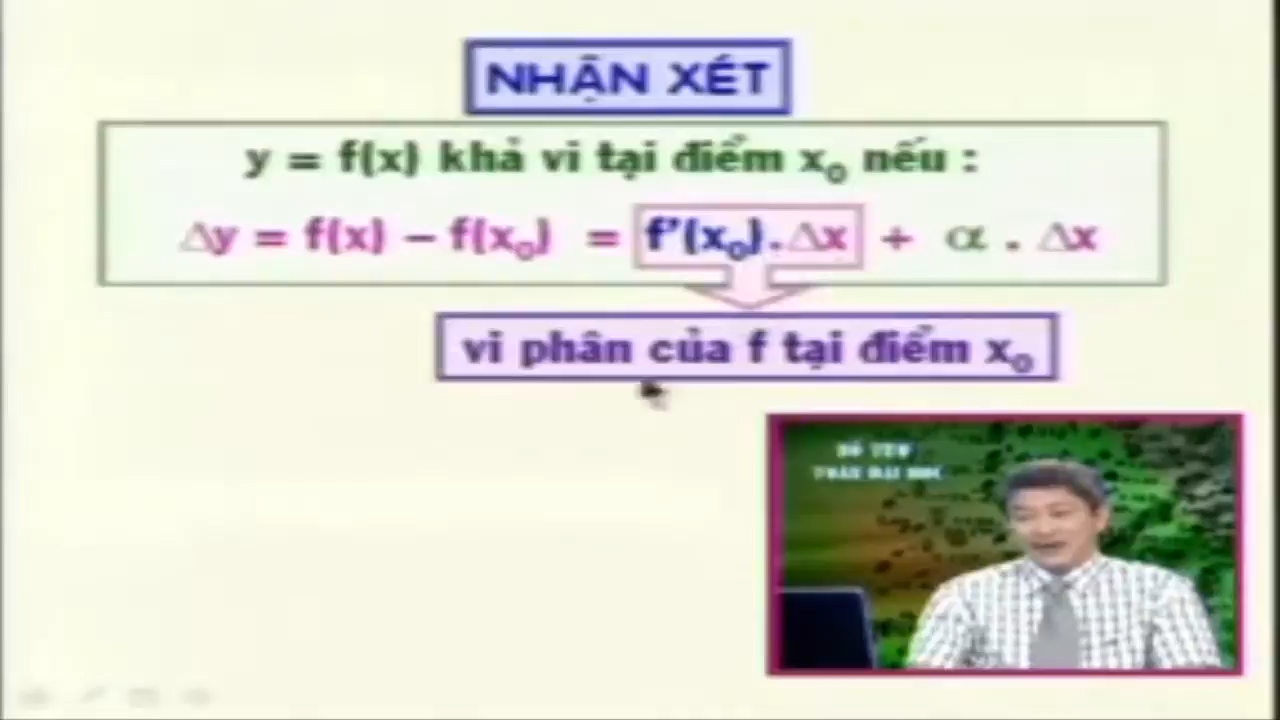 NHẬN XÉT
y = f(x) khả vi tại điểm x₀ nếu :
Δy = f(x) – f(x₀) = f'(x₀). Δx + α . Δx
vi phân của f tại điểm x₀